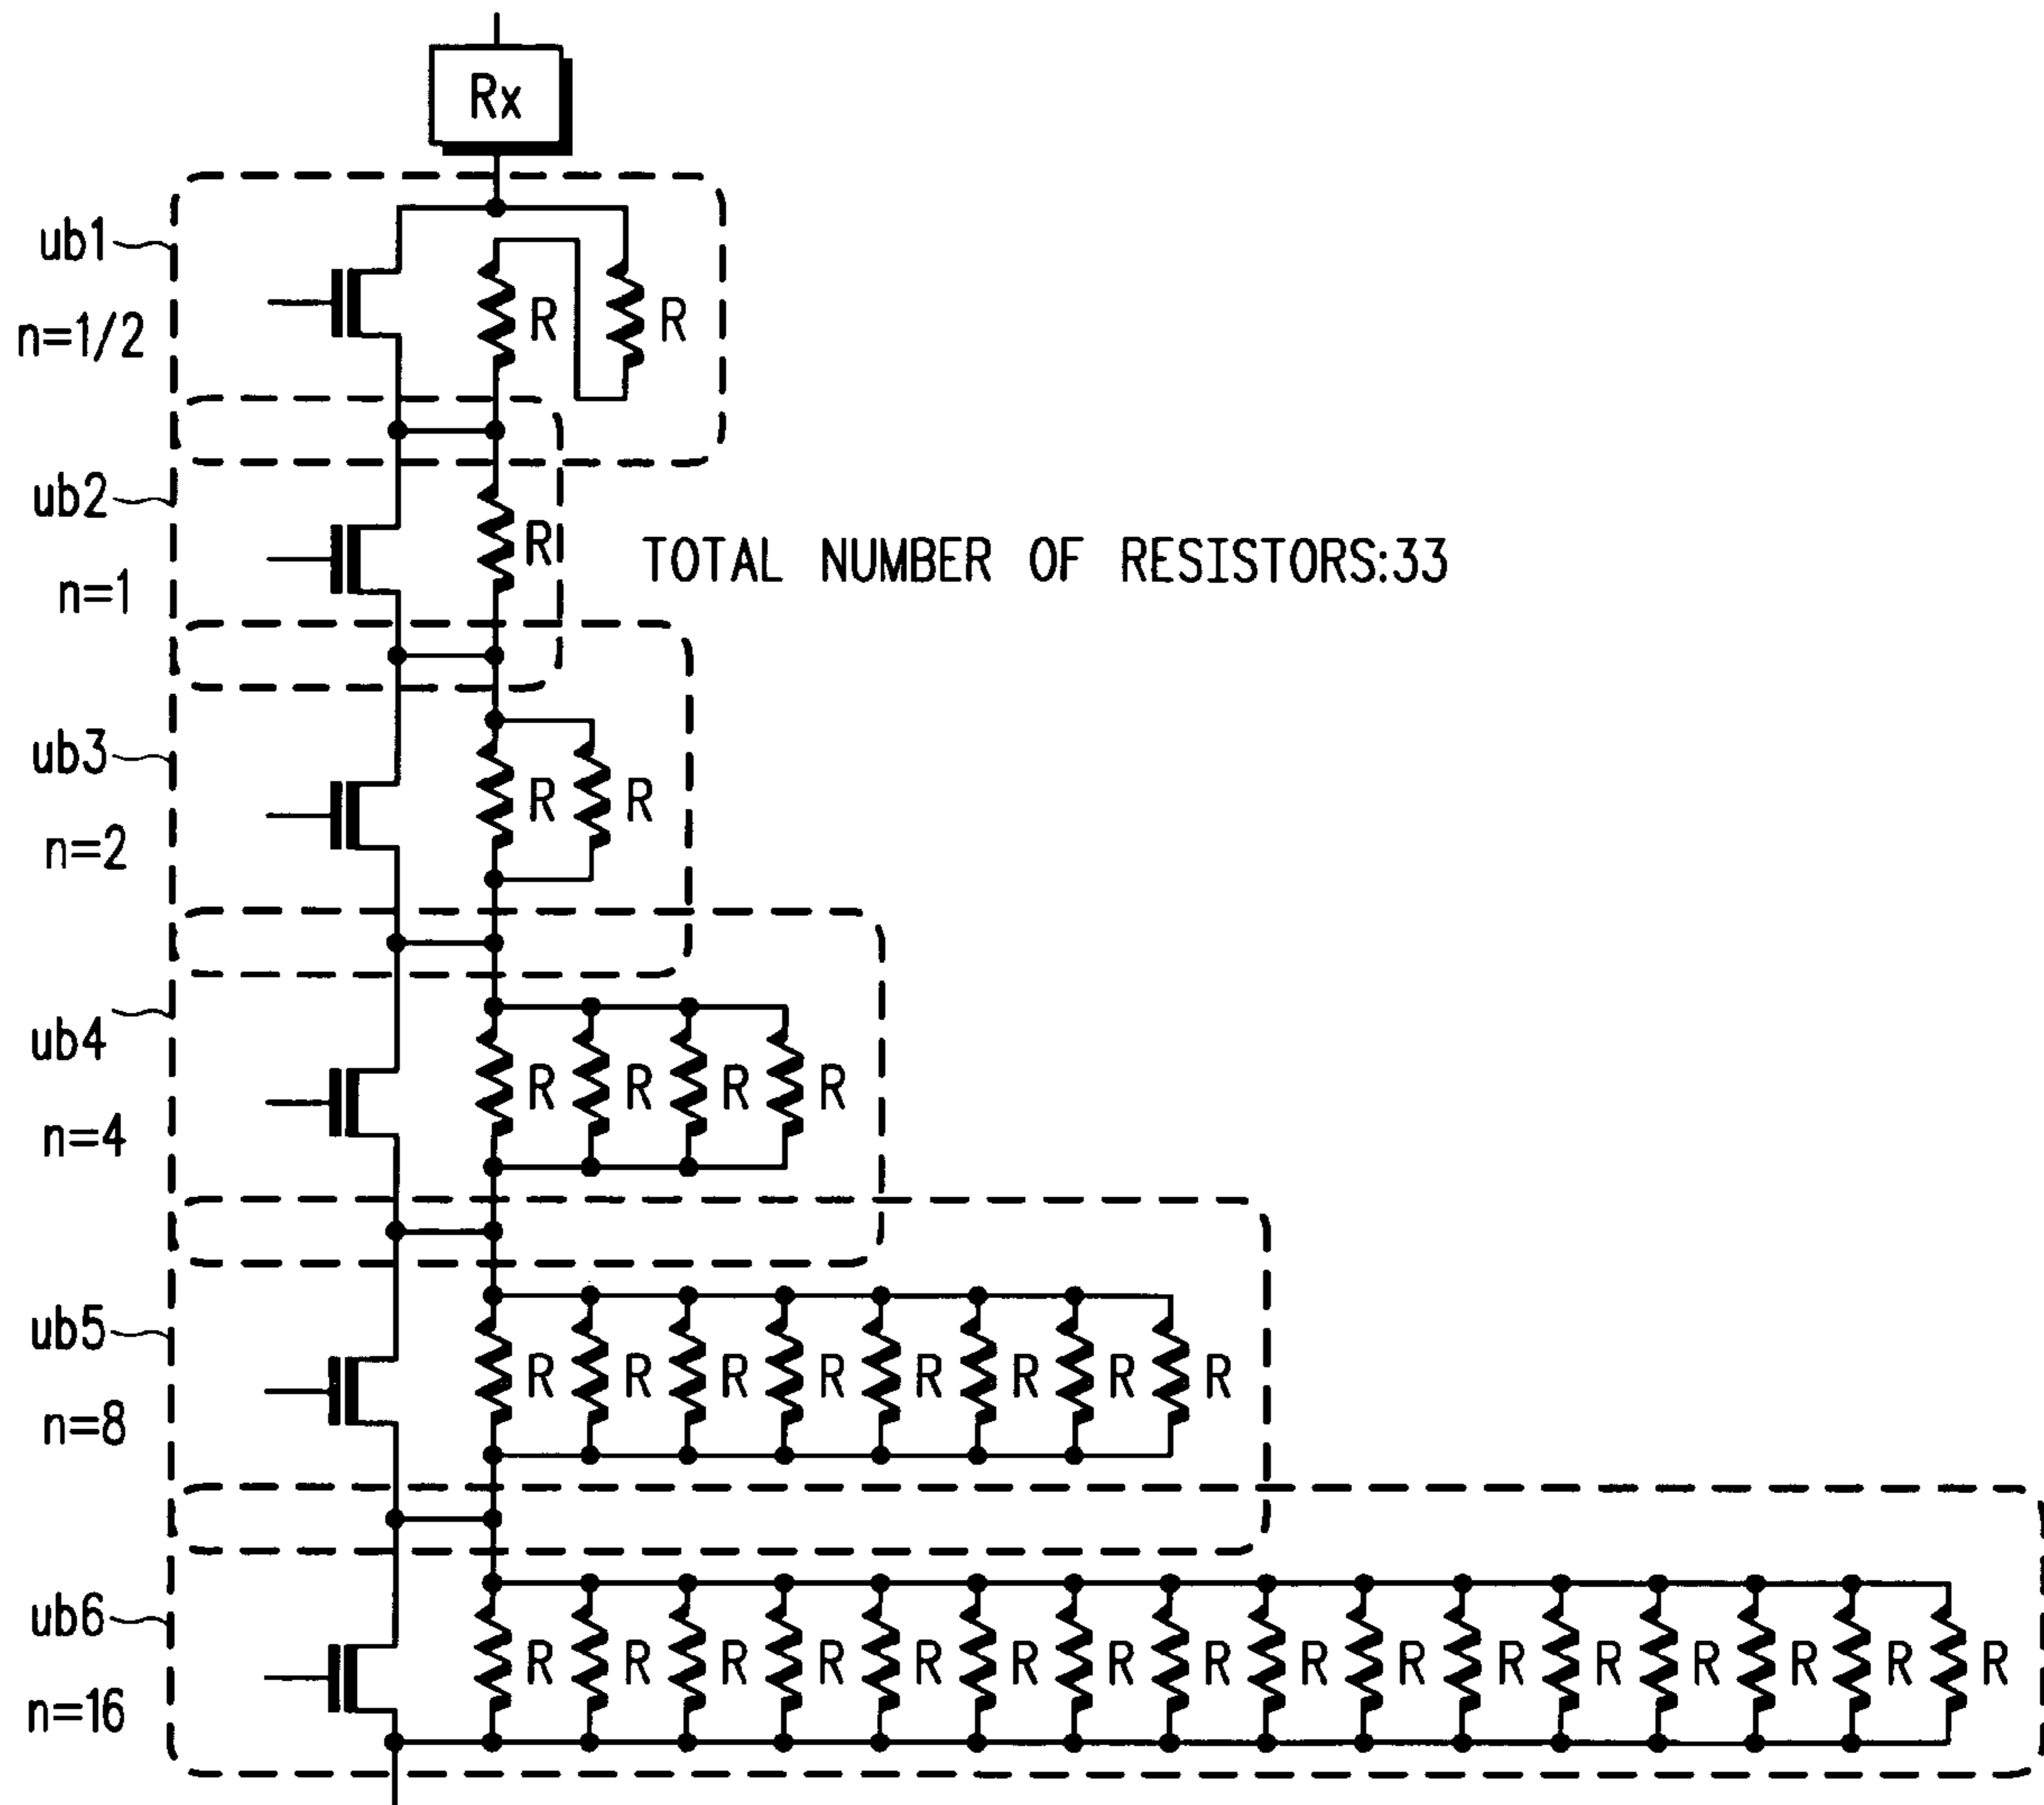 Rx
ub1
n=1/2
R R
ub2
n=1
R
TOTAL NUMBER OF RESISTORS:33
ub3
n=2
R R
ub4
n=4
R R R R
ub5
n=8
R R R R R R R R
ub6
n=16
R R R R R R R R R R R R R R R R